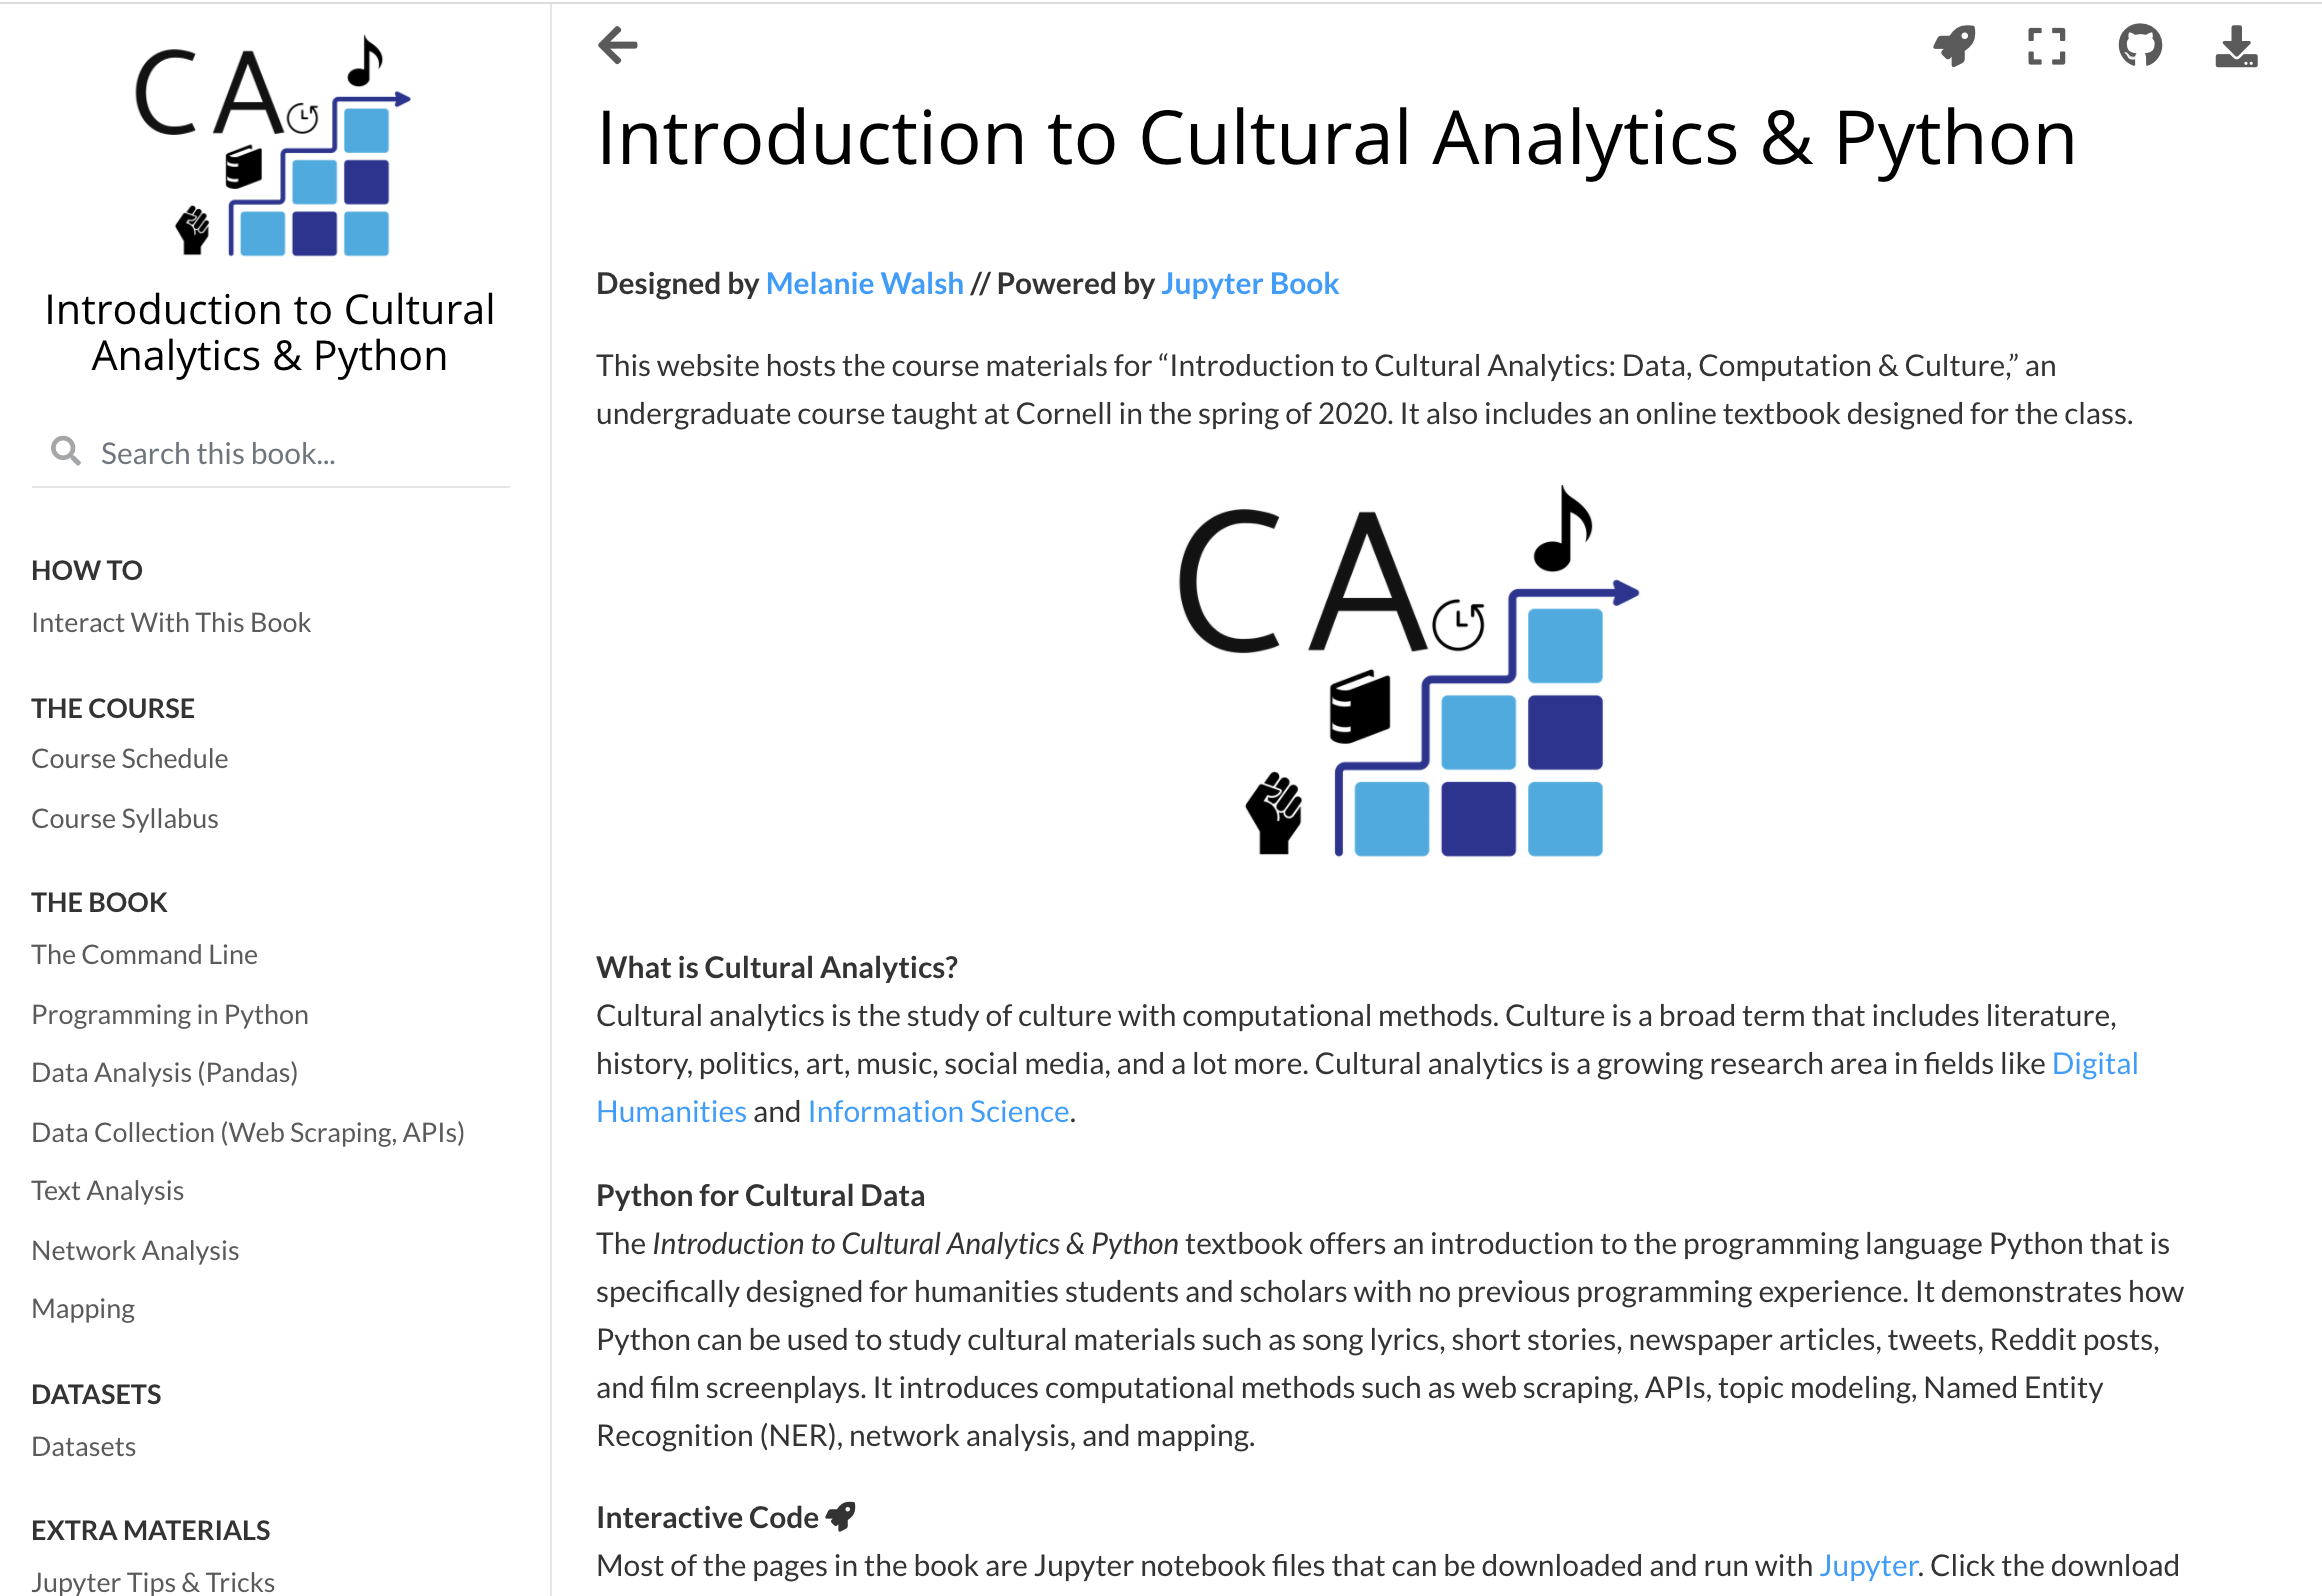 C A
Introduction to Cultural
Analytics & Python
Search this book...
HOW TO
Interact With This Book
THE COURSE
Course Schedule
Course Syllabus
THE BOOK
The Command Line
Programming in Python
Data Analysis (Pandas)
Data Collection (Web Scraping, APIs)
Text Analysis
Network Analysis
Mapping
DATASETS
Datasets
EXTRA MATERIALS
Jupyter Tips & Tricks
Introduction to Cultural Analytics & Python
Designed by Melanie Walsh // Powered by Jupyter Book
This website hosts the course materials for “Introduction to Cultural Analytics: Data, Computation & Culture,” an
undergraduate course taught at Cornell in the spring of 2020. It also includes an online textbook designed for the class.
C A
What is Cultural Analytics?
Cultural analytics is the study of culture with computational methods. Culture is a broad term that includes literature,
history, politics, art, music, social media, and a lot more. Cultural analytics is a growing research area in fields like Digital
Humanities and Information Science.
Python for Cultural Data
The Introduction to Cultural Analytics & Python textbook offers an introduction to the programming language Python that is
specifically designed for humanities students and scholars with no previous programming experience. It demonstrates how
Python can be used to study cultural materials such as song lyrics, short stories, newspaper articles, tweets, Reddit posts,
and film screenplays. It introduces computational methods such as web scraping, APIs, topic modeling, Named Entity
Recognition (NER), network analysis, and mapping.
Interactive Code
Most of the pages in the book are Jupyter notebook files that can be downloaded and run with Jupyter. Click the download